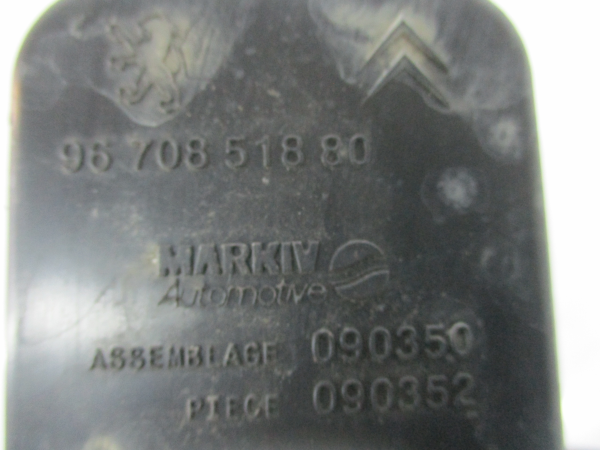 96 708 518 80
MARKIV
Automotive
ASSEMBLAGE 090350
PIECE 090352